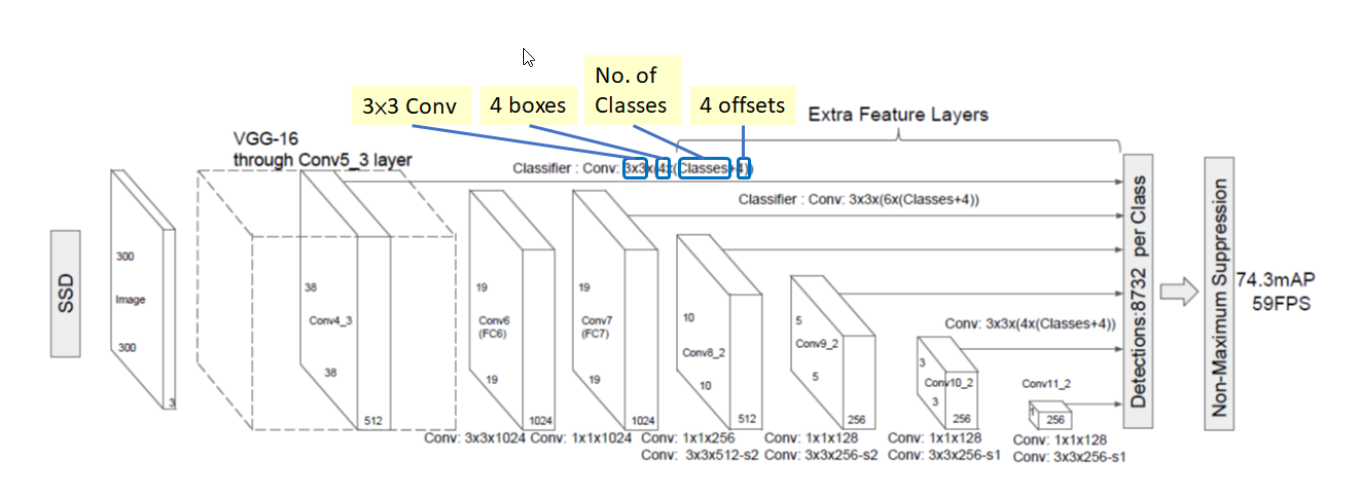 No. of
Classes
3×3 Conv
4 boxes
4 offsets
Extra Feature Layers
VGG-16
through Conv5_3 layer
Classifier : Conv: 3x3x(4x(Classes+4))
Classifier : Conv: 3x3x(6x(Classes+4))
SSD
300
Image
300
3
38
Conv4_3
38
512
19
Conv6
(FC6)
19
1024
19
Conv7
(FC7)
19
1024
10
Conv8_2
10
512
5
Conv9_2
5
256
Conv: 3x3x(4x(Classes+4))
3
Conv10_2
3
256
Conv11_2
1
256
Detections:8732 per Class
Non-Maximum Suppression
74.3mAP
59FPS
Conv: 3x3x1024
Conv: 1x1x1024
Conv: 1x1x256
Conv: 3x3x512-s2
Conv: 1x1x128
Conv: 3x3x256-s2
Conv: 1x1x128
Conv: 3x3x256-s1
Conv: 1x1x128
Conv: 3x3x256-s1